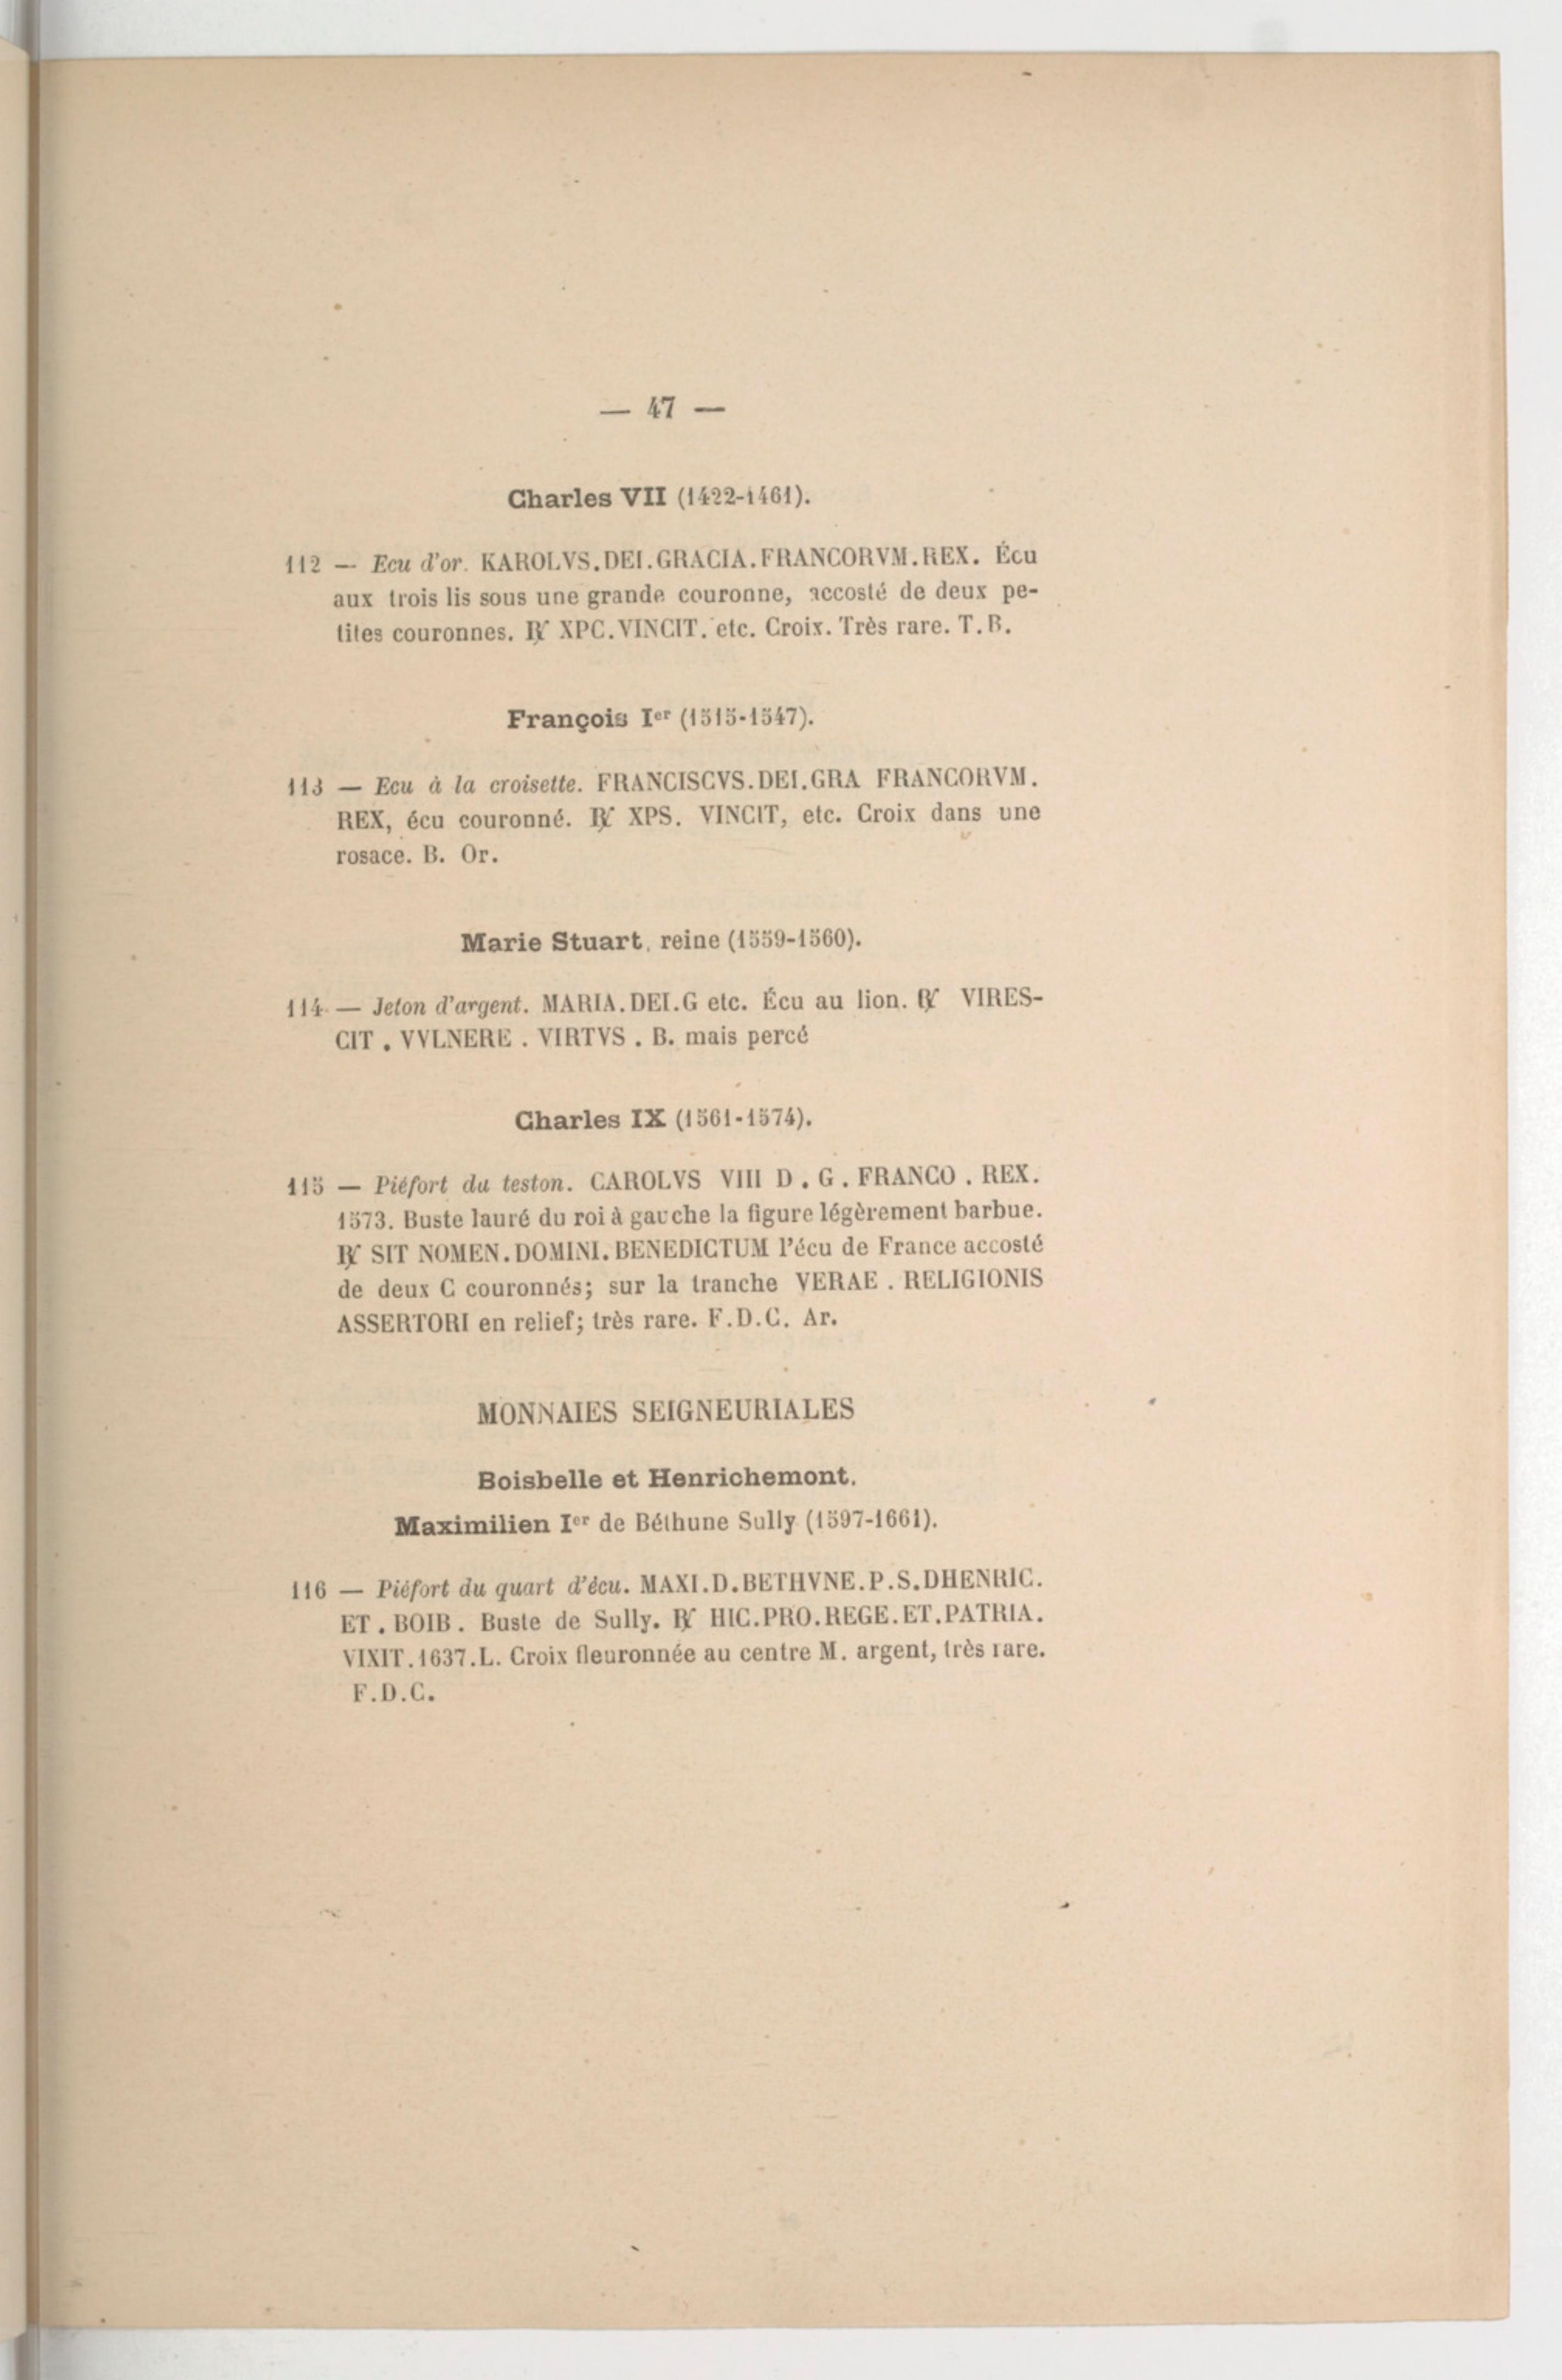 — 47 —
Charles VII (1422-1461).
112 — Ecu d'or. KAROLVS.DEI.GRACIA.FRANCORVM.REX. Écu
aux trois lis sous une grande couronne, accosté de deux pe-
tites couronnes. ℟ XPC.VINCIT. etc. Croix. Très rare. T.B.
François Ier (1515-1547).
113 — Ecu à la croisette. FRANCISCVS.DEI.GRA FRANCORVM.
REX, écu couronné. ℟ XPS. VINCIT, etc. Croix dans une
rosace. B. Or.
Marie Stuart, reine (1559-1560).
114 — Jeton d'argent. MARIA.DEI.G etc. Écu au lion. ℟ VIRES-
CIT . VVLNERE . VIRTVS . B. mais percé
Charles IX (1561-1574).
115 — Piéfort du teston. CAROLVS VIII D . G . FRANCO . REX.
1573. Buste lauré du roi à gauche la figure légèrement barbue.
℟ SIT NOMEN.DOMINI.BENEDICTUM l'écu de France accosté
de deux C couronnés; sur la tranche VERAE . RELIGIONIS
ASSERTORI en relief; très rare. F.D.C. Ar.
MONNAIES SEIGNEURIALES
Boisbelle et Henrichemont.
Maximilien Ier de Béthune Sully (1597-1661).
116 — Piéfort du quart d'écu. MAXI.D.BETHVNE.P.S.DHENRIC.
ET . BOIB . Buste de Sully. ℟ HIC.PRO.REGE.ET.PATRIA.
VIXIT.1637.L. Croix fleuronnée au centre M. argent, très rare.
F.D.C.